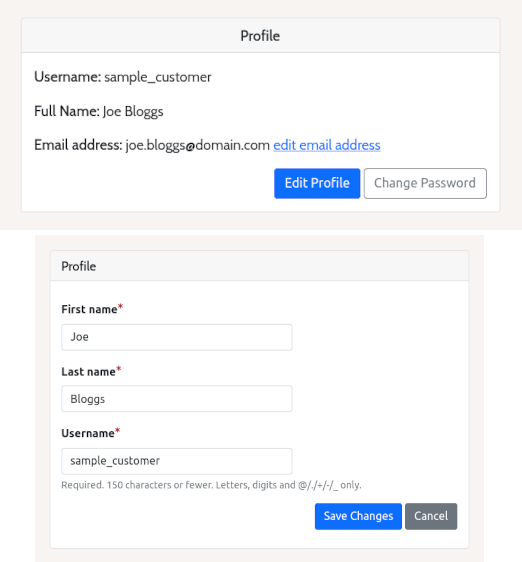 Profile
Username: sample_customer
Full Name: Joe Bloggs
Email address: joe.bloggs@domain.com edit email address
Edit Profile Change Password
Profile
First name*
Joe
Last name*
Bloggs
Username*
sample_customer
Required. 150 characters or fewer. Letters, digits and @/./+/-/_ only.
Save Changes Cancel